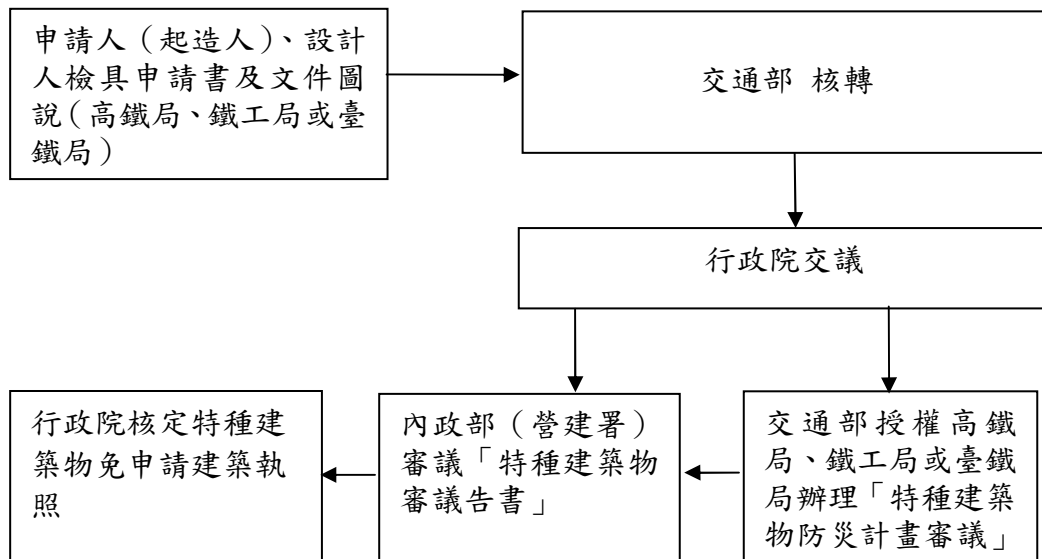 申請人（起造人）、設計
人檢具申請書及文件圖
說（高鐵局、鐵工局或臺
鐵局）
交通部 核轉
行政院交議
行政院核定特種建
築物免申請建築執
照
內政部（營建署）
審議「特種建築物
審議告書」
交通部授權高鐵
局、鐵工局或臺鐵
局辦理「特種建築
物防災計畫審議」